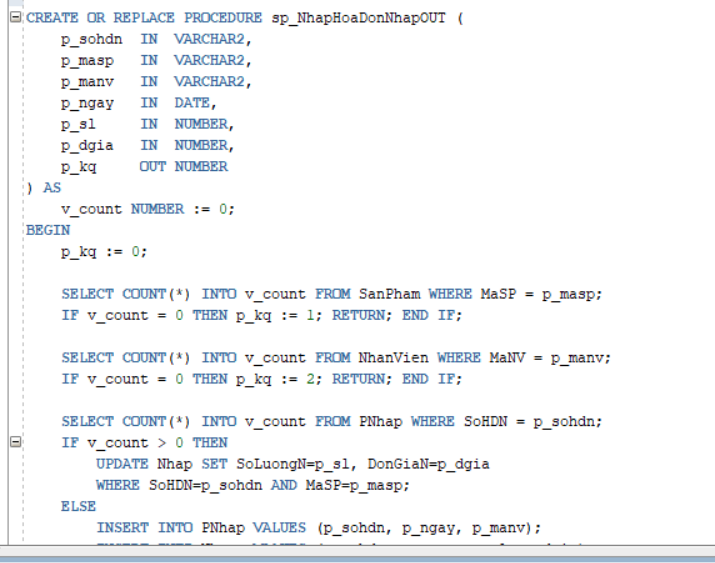 CREATE OR REPLACE PROCEDURE sp_NhapHoaDonNhapOUT (
    p_sohdn  IN  VARCHAR2,
    p_masp   IN  VARCHAR2,
    p_manv   IN  VARCHAR2,
    p_ngay   IN  DATE,
    p_sl     IN  NUMBER,
    p_dgia   IN  NUMBER,
    p_kq     OUT NUMBER
) AS
    v_count NUMBER := 0;
BEGIN
    p_kq := 0;

    SELECT COUNT(*) INTO v_count FROM SanPham WHERE MaSP = p_masp;
    IF v_count = 0 THEN p_kq := 1; RETURN; END IF;

    SELECT COUNT(*) INTO v_count FROM NhanVien WHERE MaNV = p_manv;
    IF v_count = 0 THEN p_kq := 2; RETURN; END IF;

    SELECT COUNT(*) INTO v_count FROM PNhap WHERE SoHDN = p_sohdn;
    IF v_count > 0 THEN
        UPDATE Nhap SET SoLuongN=p_sl, DonGiaN=p_dgia
        WHERE SoHDN=p_sohdn AND MaSP=p_masp;
    ELSE
        INSERT INTO PNhap VALUES (p_sohdn, p_ngay, p_manv);